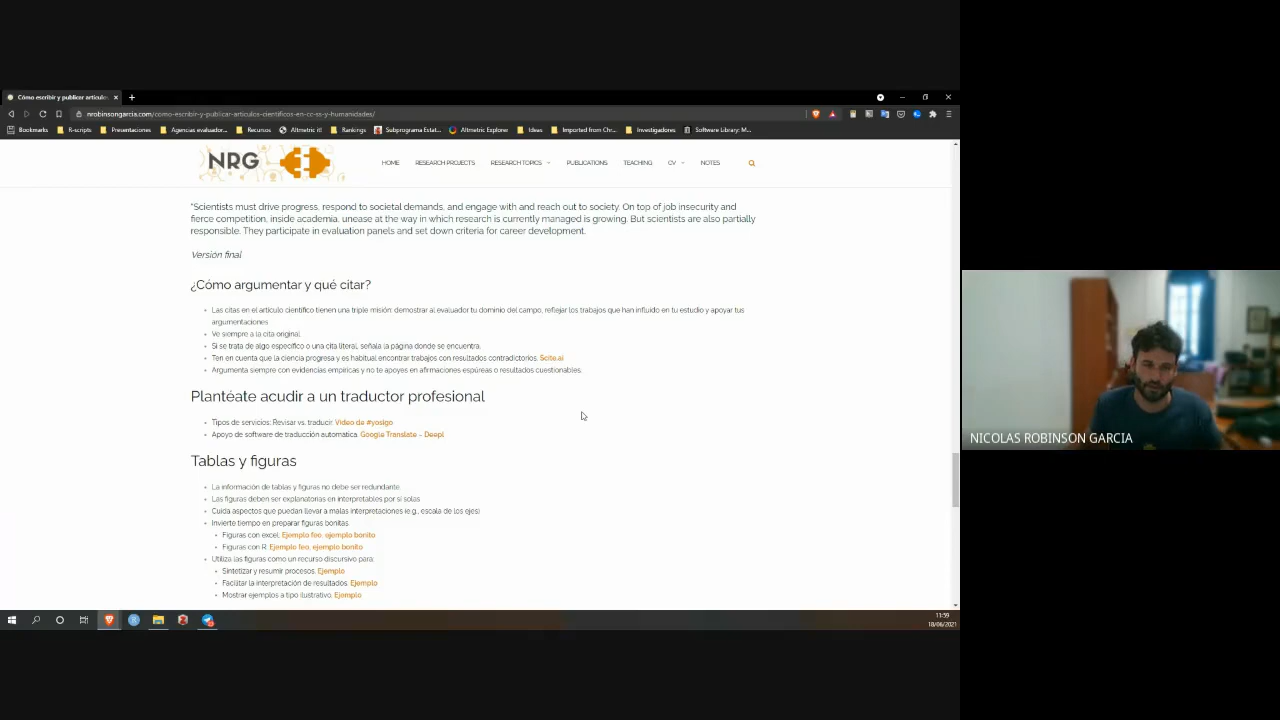 Cómo escribir y publicar artículos
nrobinsongarcia.com/como-escribir-y-publicar-articulos-cientificos-en-cc-ss-y-humanidades/
Bookmarks R-scripts Presentaciones Agencias evaluador... Recursos Altmetric it! Rankings Subprograma Estat... Altmetric Explorer Ideas Imported from Chr... Investigadores Software Library: M...
NRG HOME RESEARCH PROJECTS RESEARCH TOPICS PUBLICATIONS TEACHING CV NOTES
"Scientists must drive progress, respond to societal demands, and engage with and reach out to society. On top of job insecurity and
fierce competition, inside academia, unease at the way in which research is currently managed is growing. But scientists are also partially
responsible. They participate in evaluation panels and set down criteria for career development.
Versión final
¿Cómo argumentar y qué citar?
Las citas en el artículo científico tienen una triple misión: demostrar al evaluador tu dominio del campo, reflejar los trabajos que han influido en tu estudio y apoyar tus
argumentaciones
Ve siempre a la cita original.
Si se trata de algo específico o una cita literal, señala la página donde se encuentra.
Ten en cuenta que la ciencia progresa y es habitual encontrar trabajos con resultados contradictorios. Scite.ai
Argumenta siempre con evidencias empíricas y no te apoyes en afirmaciones espúreas o resultados cuestionables.
Plantéate acudir a un traductor profesional
Tipos de servicios: Revisar vs. traducir. Video de #yosigo
Apoyo de software de traducción automática. Google Translate – Deepl
Tablas y figuras
La información de tablas y figuras no debe ser redundante.
Las figuras deben ser explanatorias en interpretables por sí solas
Cuida aspectos que puedan llevar a malas interpretaciones (e.g., escala de los ejes)
Invierte tiempo en preparar figuras bonitas.
Figuras con excel. Ejemplo feo, ejemplo bonito
Figuras con R. Ejemplo feo, ejemplo bonito
Utiliza las figuras como un recurso discursivo para:
Sintetizar y resumir procesos. Ejemplo
Facilitar la interpretación de resultados. Ejemplo
Mostrar ejemplos a tipo ilustrativo. Ejemplo
11:59
18/06/2021
NICOLAS ROBINSON GARCIA